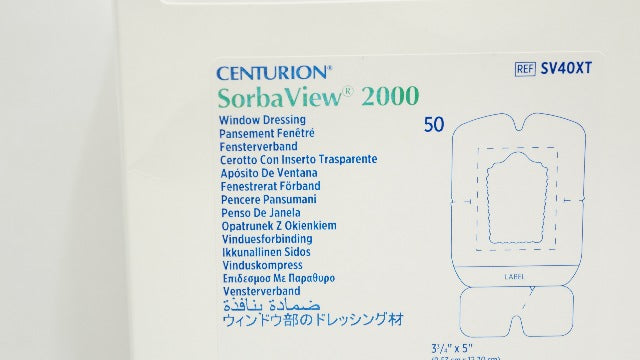 CENTURION®
SorbaView® 2000
REF SV40XT
Window Dressing
Pansement Fenêtré
Fensterverband
Cerotto Con Inserto Trasparente
Apósito De Ventana
Fenestrerat Förband
Pencere Pansumani
Penso De Janela
Opatrunek Z Okienkiem
Vinduesforbinding
Ikkunallinen Sidos
Vinduskompress
Επιδεσμοσ Με Παραθυρο
Vensterverband
ضمادة بنافذة
ウィンドウ部のドレッシング材
50
LABEL
3¾" x 5"